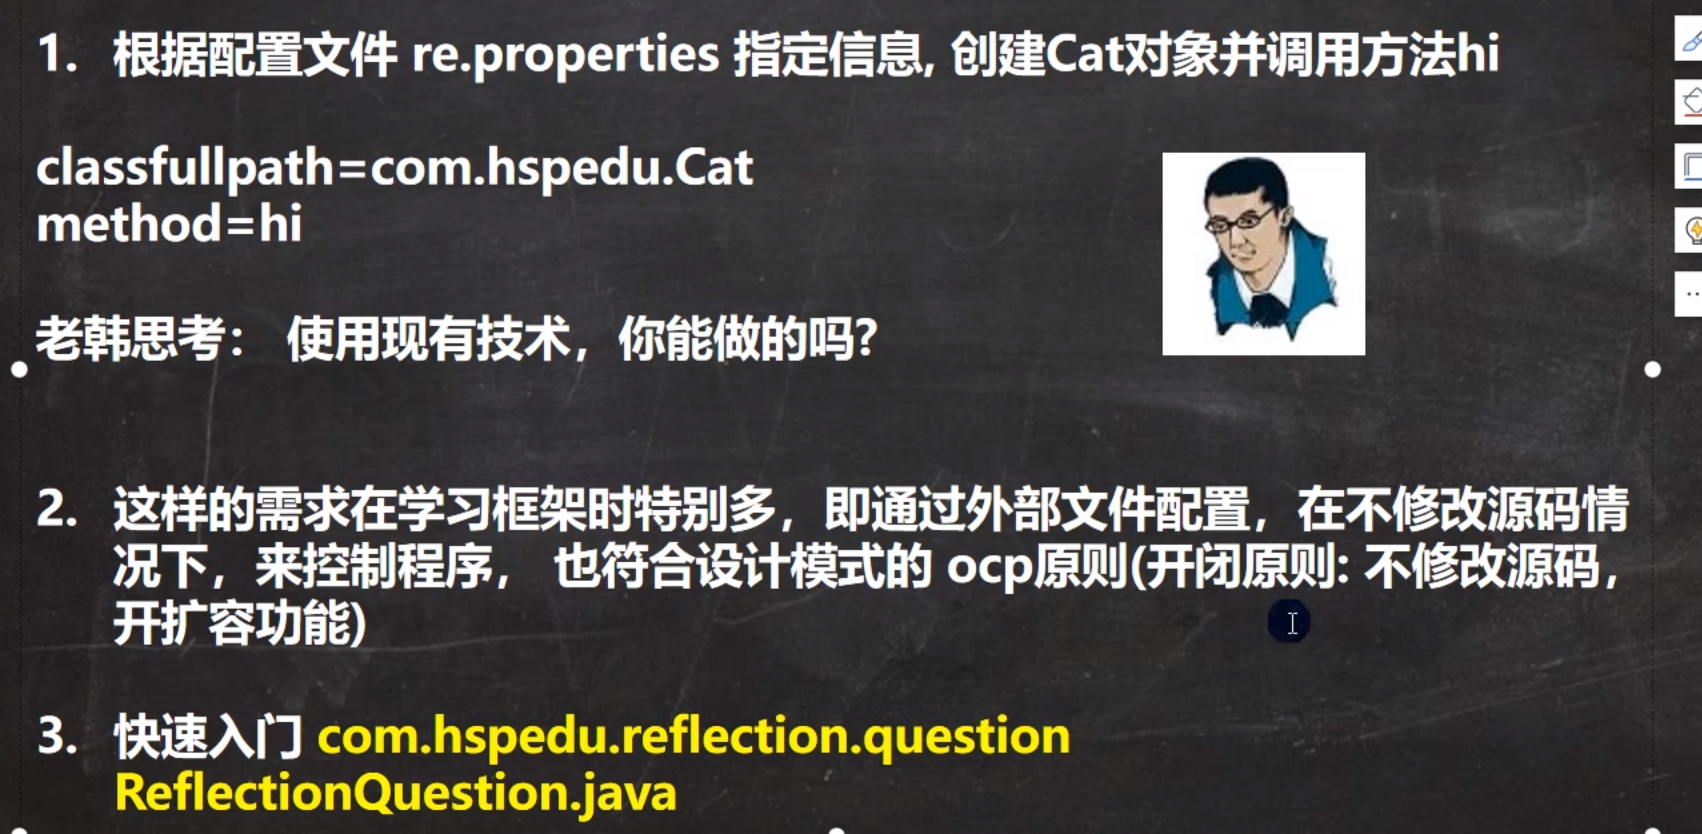 1. 根据配置文件 re.properties 指定信息, 创建Cat对象并调用方法hi
classfullpath=com.hspedu.Cat
method=hi
老韩思考： 使用现有技术，你能做的吗?
2. 这样的需求在学习框架时特别多，即通过外部文件配置，在不修改源码情
况下，来控制程序， 也符合设计模式的 ocp原则(开闭原则: 不修改源码，
开扩容功能)
3. 快速入门 com.hspedu.reflection.question
ReflectionQuestion.java